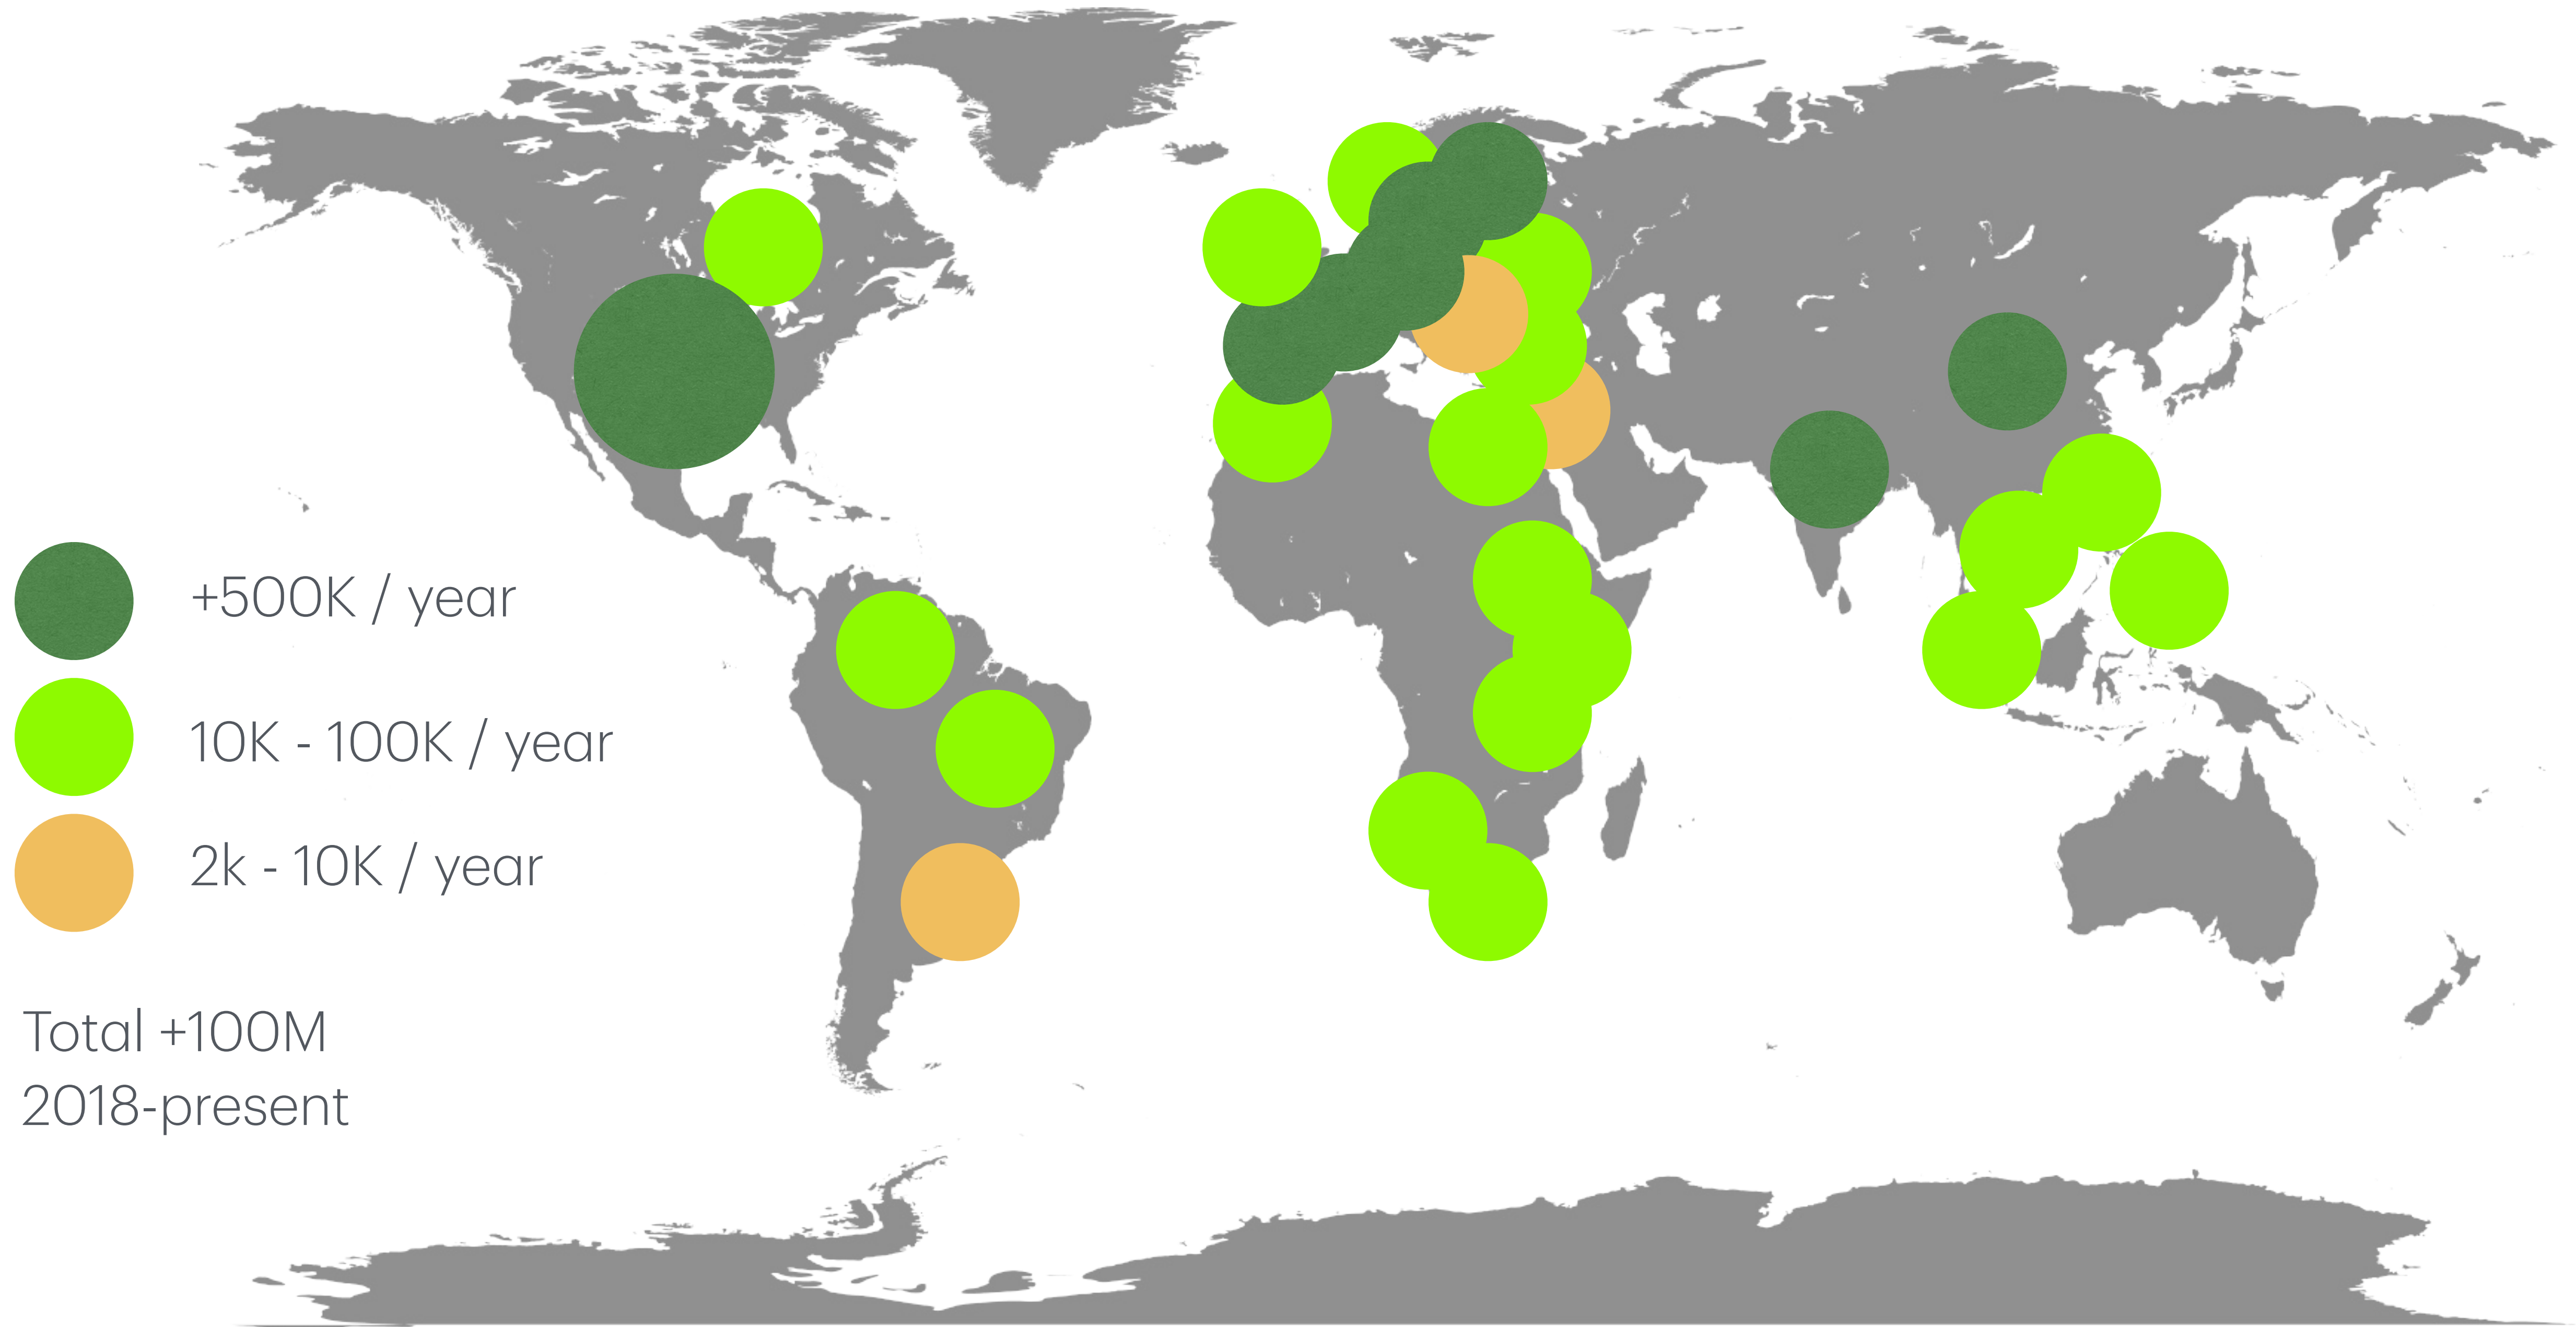 +500K / year
10K - 100K / year
2k - 10K / year
Total +100M
2018-present